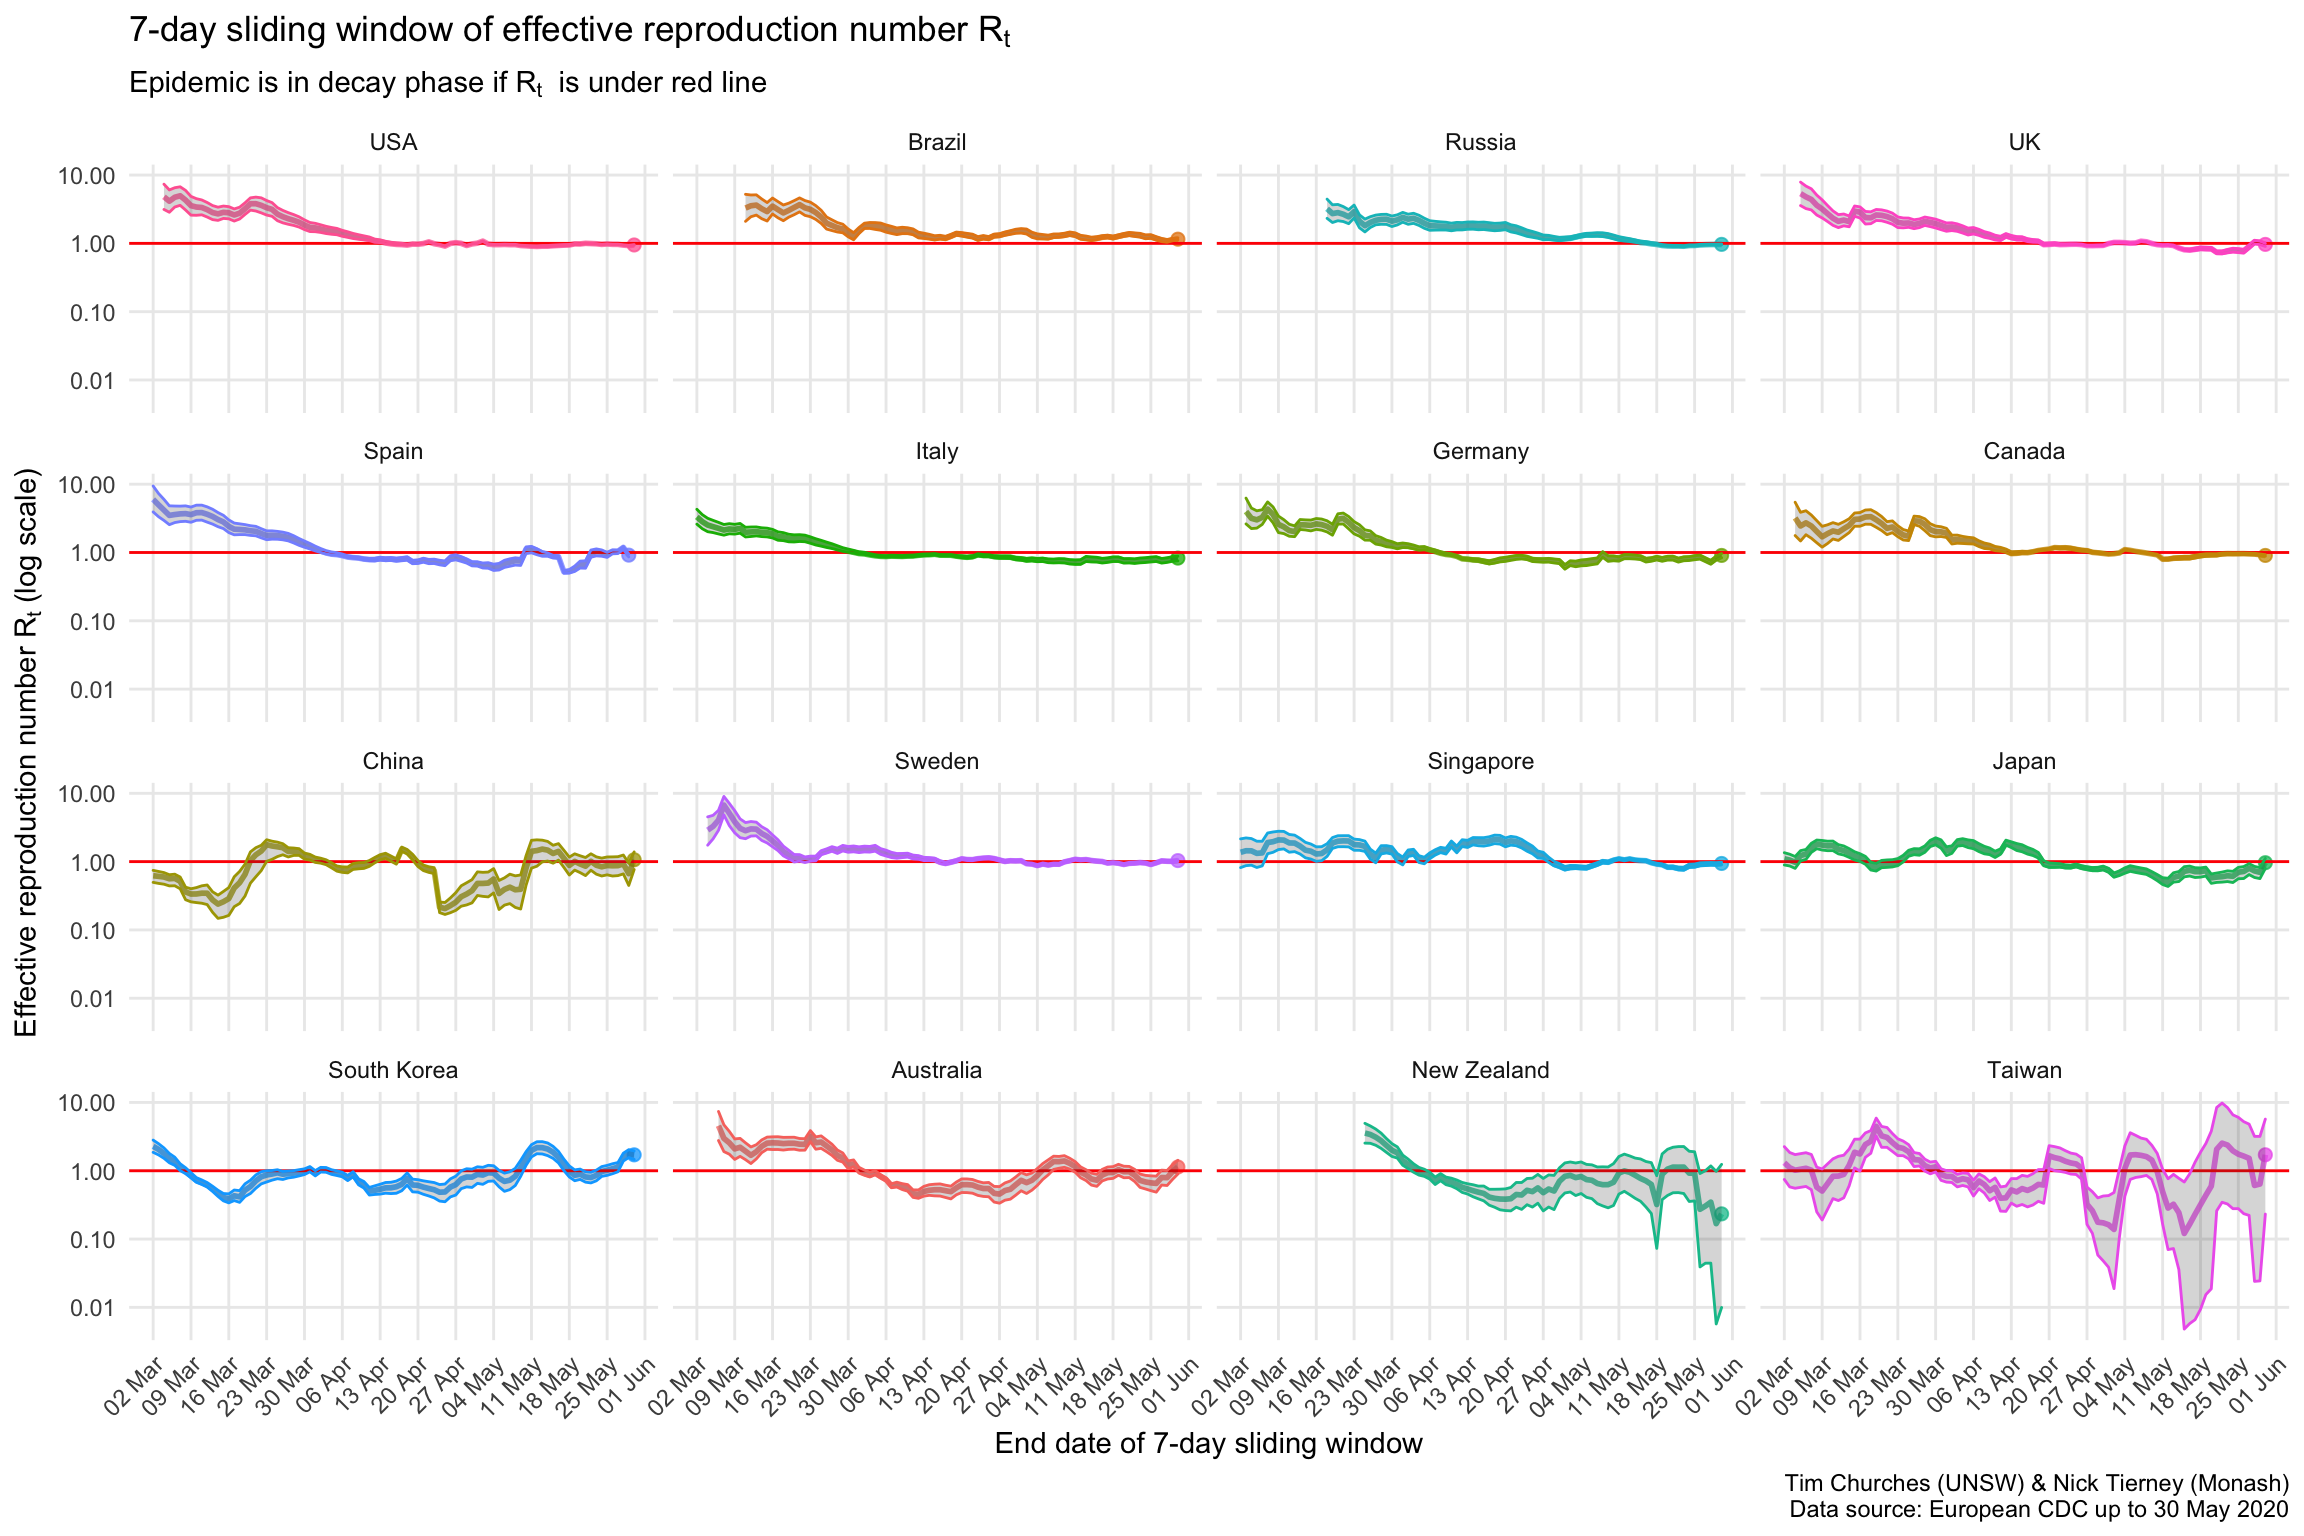 7-day sliding window of effective reproduction number Rt
Epidemic is in decay phase if Rt is under red line
USA
Brazil
Russia
UK
10.00
1.00
0.10
0.01
Spain
Italy
Germany
Canada
10.00
1.00
0.10
0.01
China
Sweden
Singapore
Japan
10.00
1.00
0.10
0.01
South Korea
Australia
New Zealand
Taiwan
10.00
1.00
0.10
0.01
Effective reproduction number Rt (log scale)
02 Mar 09 Mar 16 Mar 23 Mar 30 Mar 06 Apr 13 Apr 20 Apr 27 Apr 04 May 11 May 18 May 25 May 01 Jun
02 Mar 09 Mar 16 Mar 23 Mar 30 Mar 06 Apr 13 Apr 20 Apr 27 Apr 04 May 11 May 18 May 25 May 01 Jun
02 Mar 09 Mar 16 Mar 23 Mar 30 Mar 06 Apr 13 Apr 20 Apr 27 Apr 04 May 11 May 18 May 25 May 01 Jun
02 Mar 09 Mar 16 Mar 23 Mar 30 Mar 06 Apr 13 Apr 20 Apr 27 Apr 04 May 11 May 18 May 25 May 01 Jun
End date of 7-day sliding window
Tim Churches (UNSW) & Nick Tierney (Monash)
Data source: European CDC up to 30 May 2020